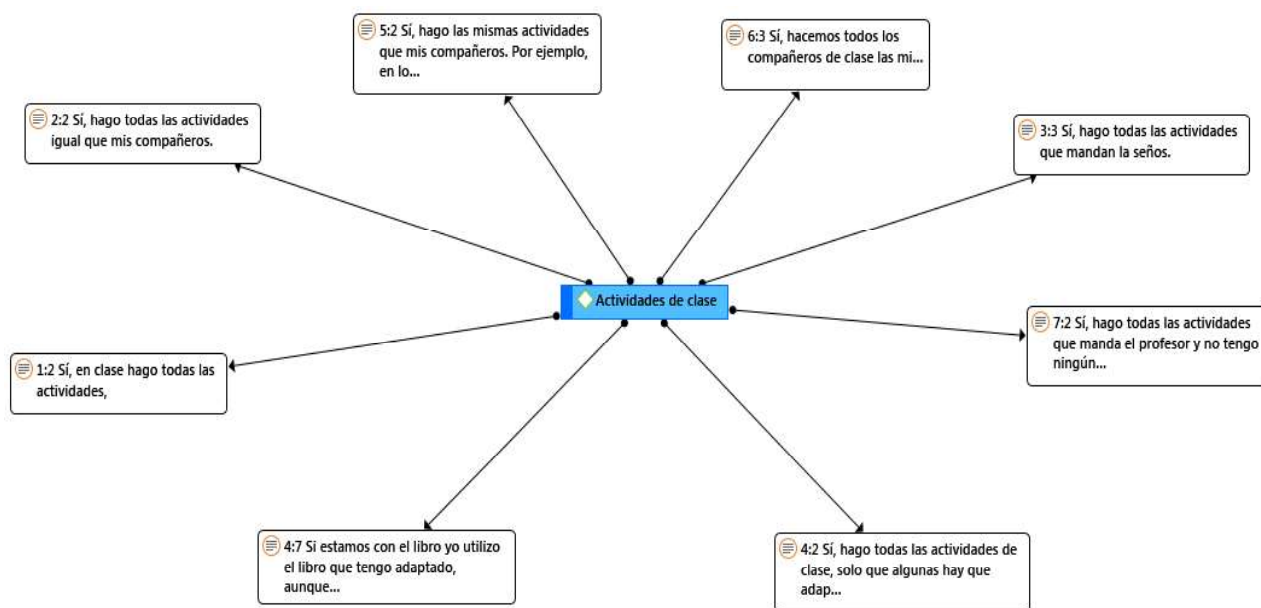 5:2 Sí, hago las mismas actividades
que mis compañeros. Por ejemplo,
en lo...
6:3 Sí, hacemos todos los
compañeros de clase las mi...
2:2 Sí, hago todas las actividades
igual que mis compañeros.
3:3 Sí, hago todas las actividades
que mandan la seños.
Actividades de clase
7:2 Sí, hago todas las actividades
que manda el profesor y no tengo
ningún...
1:2 Sí, en clase hago todas las
actividades,
4:7 Si estamos con el libro yo utilizo
el libro que tengo adaptado,
aunque...
4:2 Sí, hago todas las actividades de
clase, solo que algunas hay que
adap...